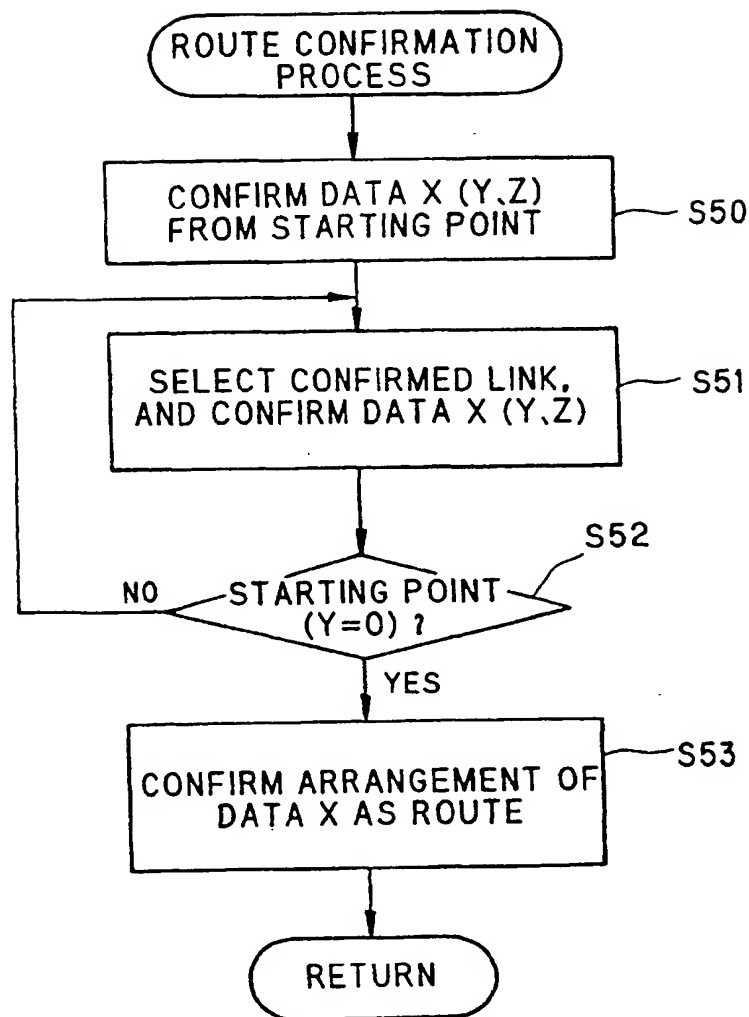 ROUTE CONFIRMATION
PROCESS
CONFIRM DATA X (Y、Z)
FROM STARTING POINT
S50
SELECT CONFIRMED LINK,
AND CONFIRM DATA X (Y、Z)
S51
S52
NO
STARTING POINT
(Y=0) ?
YES
S53
CONFIRM ARRANGEMENT OF
DATA X AS ROUTE
RETURN